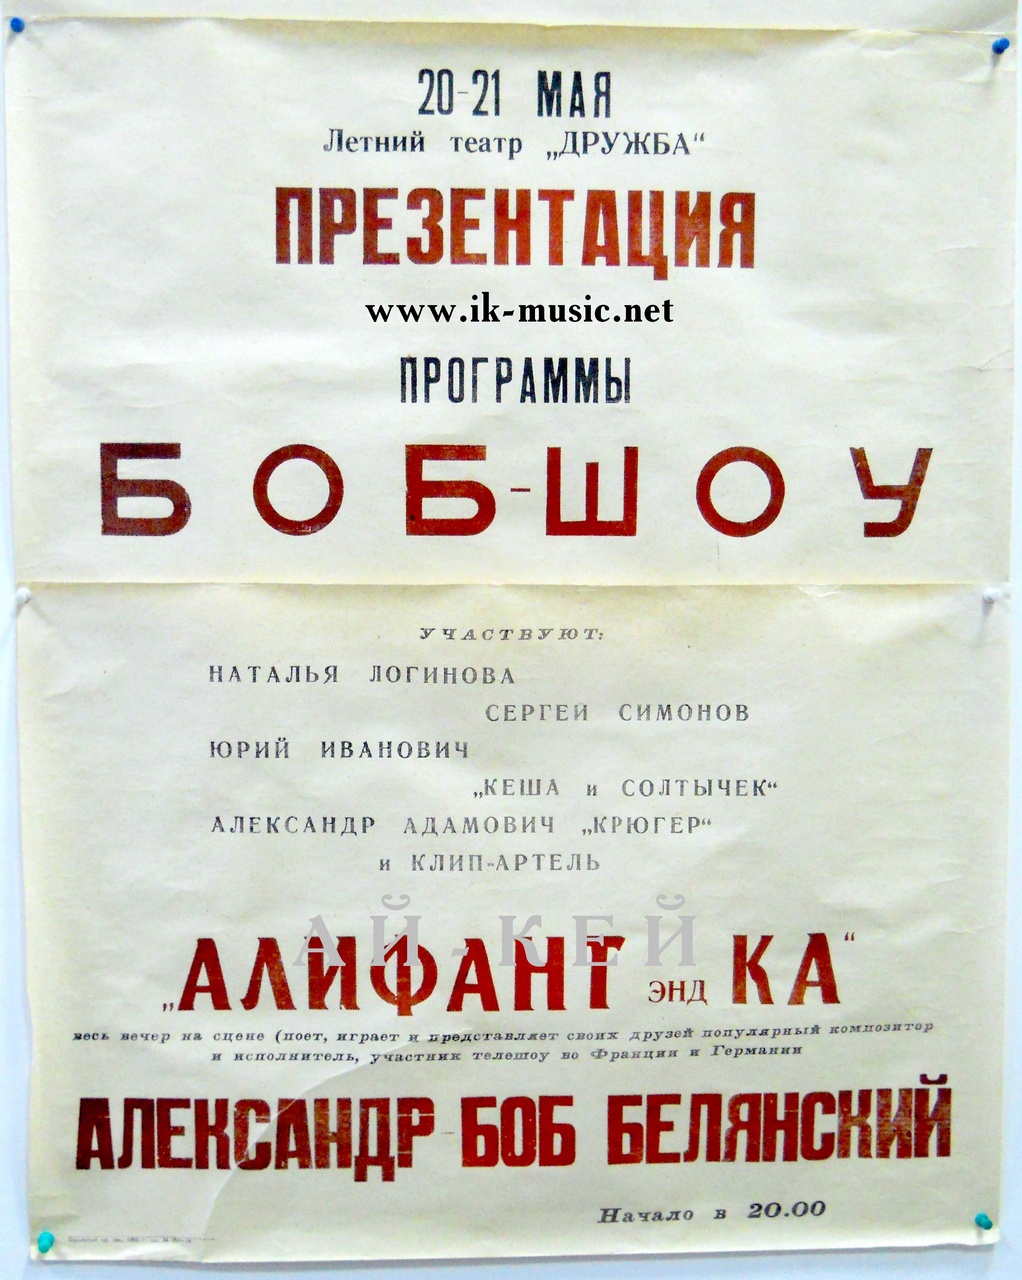 20-21 МАЯ
Летний театр „ДРУЖБА“
ПРЕЗЕНТАЦИЯ
www.ik-music.net
ПРОГРАММЫ
БОБ-ШОУ
УЧАСТВУЮТ:
НАТАЛЬЯ ЛОГИНОВА
СЕРГЕЙ СИМОНОВ
ЮРИЙ ИВАНОВИЧ
„КЕША и СОЛТЫЧЕК“
АЛЕКСАНДР АДАМОВИЧ „КРЮГЕР“
и КЛИП-АРТЕЛЬ
АЙ-КЕЙ
„АЛИФАНТ ЭНД КА“
весь вечер на сцене (поет, играет и представляет своих друзей популярный композитор
и исполнитель, участник телешоу во Франции и Германии
АЛЕКСАНДР-БОБ БЕЛЯНСКИЙ
Начало в 20.00